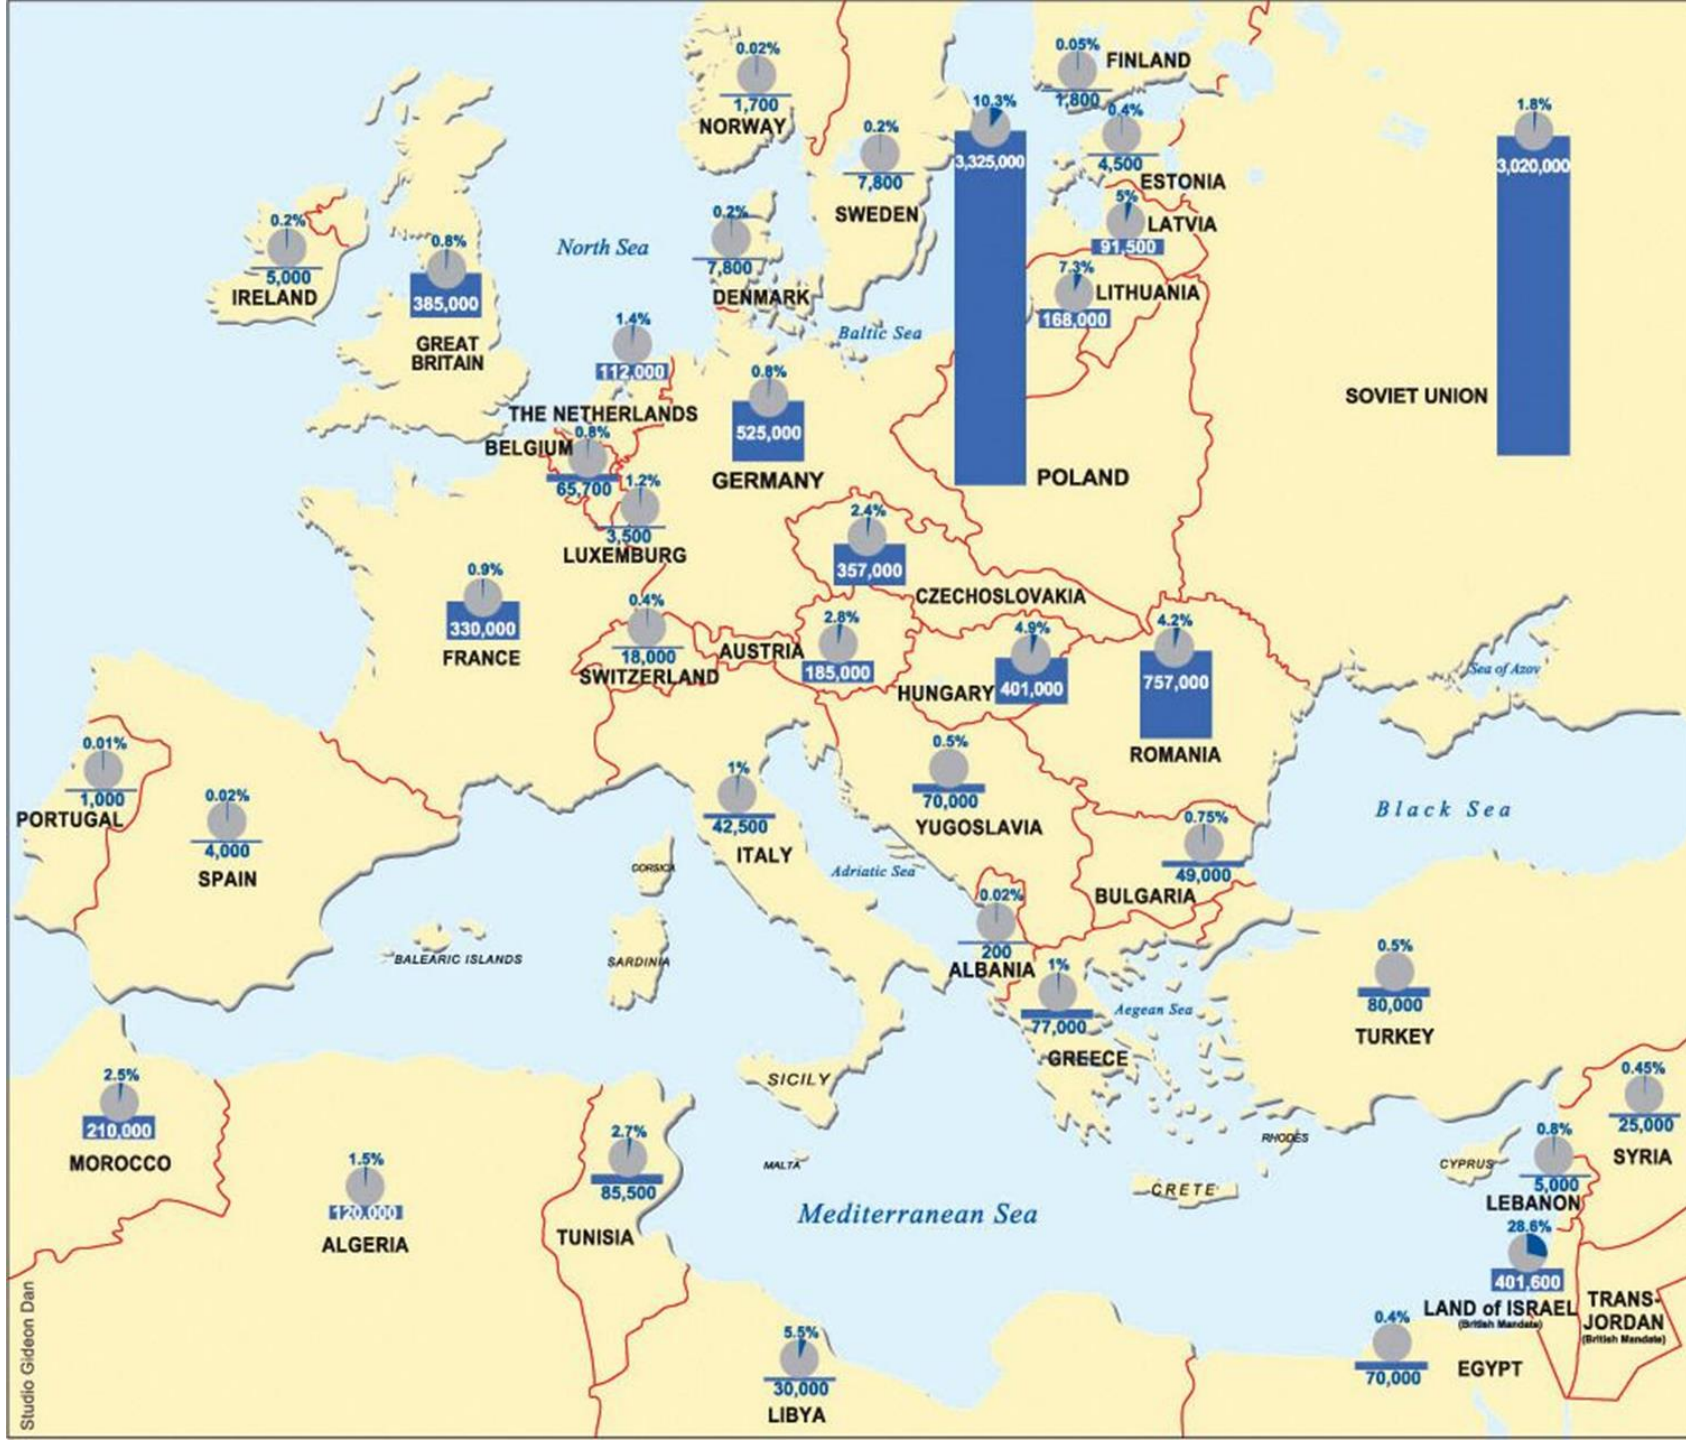 0.02%
1,700
NORWAY
0.05%
FINLAND
1,800
10.3%
3,325,000
1.8%
3,020,000
0.4%
4,500
ESTONIA
0.2%
7,800
SWEDEN
5%
LATVIA
91,500
0.2%
7,800
DENMARK
0.2%
5,000
IRELAND
0.8%
385,000
GREAT
BRITAIN
North Sea
7.3%
LITHUANIA
168,000
Baltic Sea
1.4%
112,000
THE NETHERLANDS
0.8%
525,000
GERMANY
SOVIET UNION
BELGIUM
0.8%
65,700
1.2%
3,500
LUXEMBURG
POLAND
2.4%
357,000
CZECHOSLOVAKIA
0.9%
330,000
FRANCE
0.4%
18,000
SWITZERLAND
AUSTRIA
2.8%
185,000
4.9%
HUNGARY
401,000
4.2%
757,000
ROMANIA
Sea of Azov
0.01%
1,000
PORTUGAL
0.02%
4,000
SPAIN
1%
42,500
ITALY
0.5%
70,000
YUGOSLAVIA
0.75%
49,000
BULGARIA
Black Sea
CORSICA
Adriatic Sea
0.02%
200
ALBANIA
BALEARIC ISLANDS
SARDINIA
1%
77,000
GREECE
Aegean Sea
0.5%
80,000
TURKEY
SICILY
2.5%
210,000
MOROCCO
1.5%
120,000
ALGERIA
2.7%
85,500
TUNISIA
MALTA
CRETE
RHODES
CYPRUS
0.45%
25,000
SYRIA
0.8%
5,000
LEBANON
Mediterranean Sea
28.6%
401,600
LAND of ISRAEL
(British Mandate)
TRANS-
JORDAN
(British Mandate)
0.4%
70,000
EGYPT
5.5%
30,000
LIBYA
Studio Gideon Dan